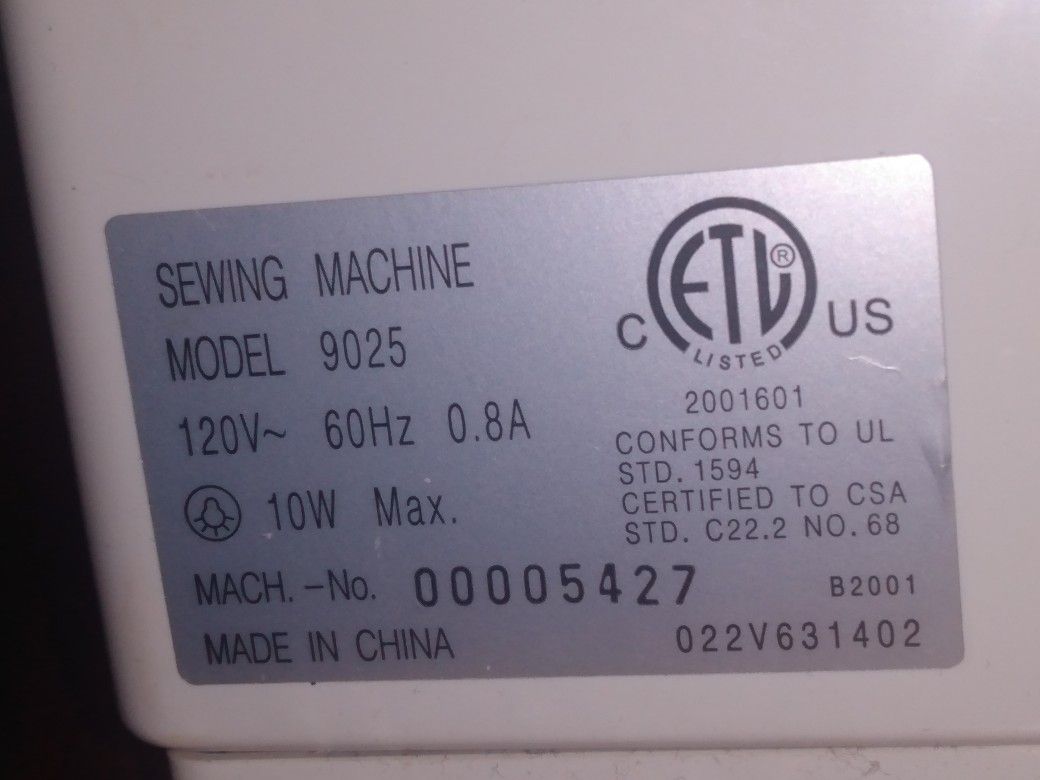 SEWING MACHINE
MODEL 9025
120V~ 60Hz 0.8A
10W Max.
MACH. -No. 00005427
MADE IN CHINA
C ETL® US
LISTED
2001601
CONFORMS TO UL
STD. 1594
CERTIFIED TO CSA
STD. C22.2 NO. 68
B2001
022V631402